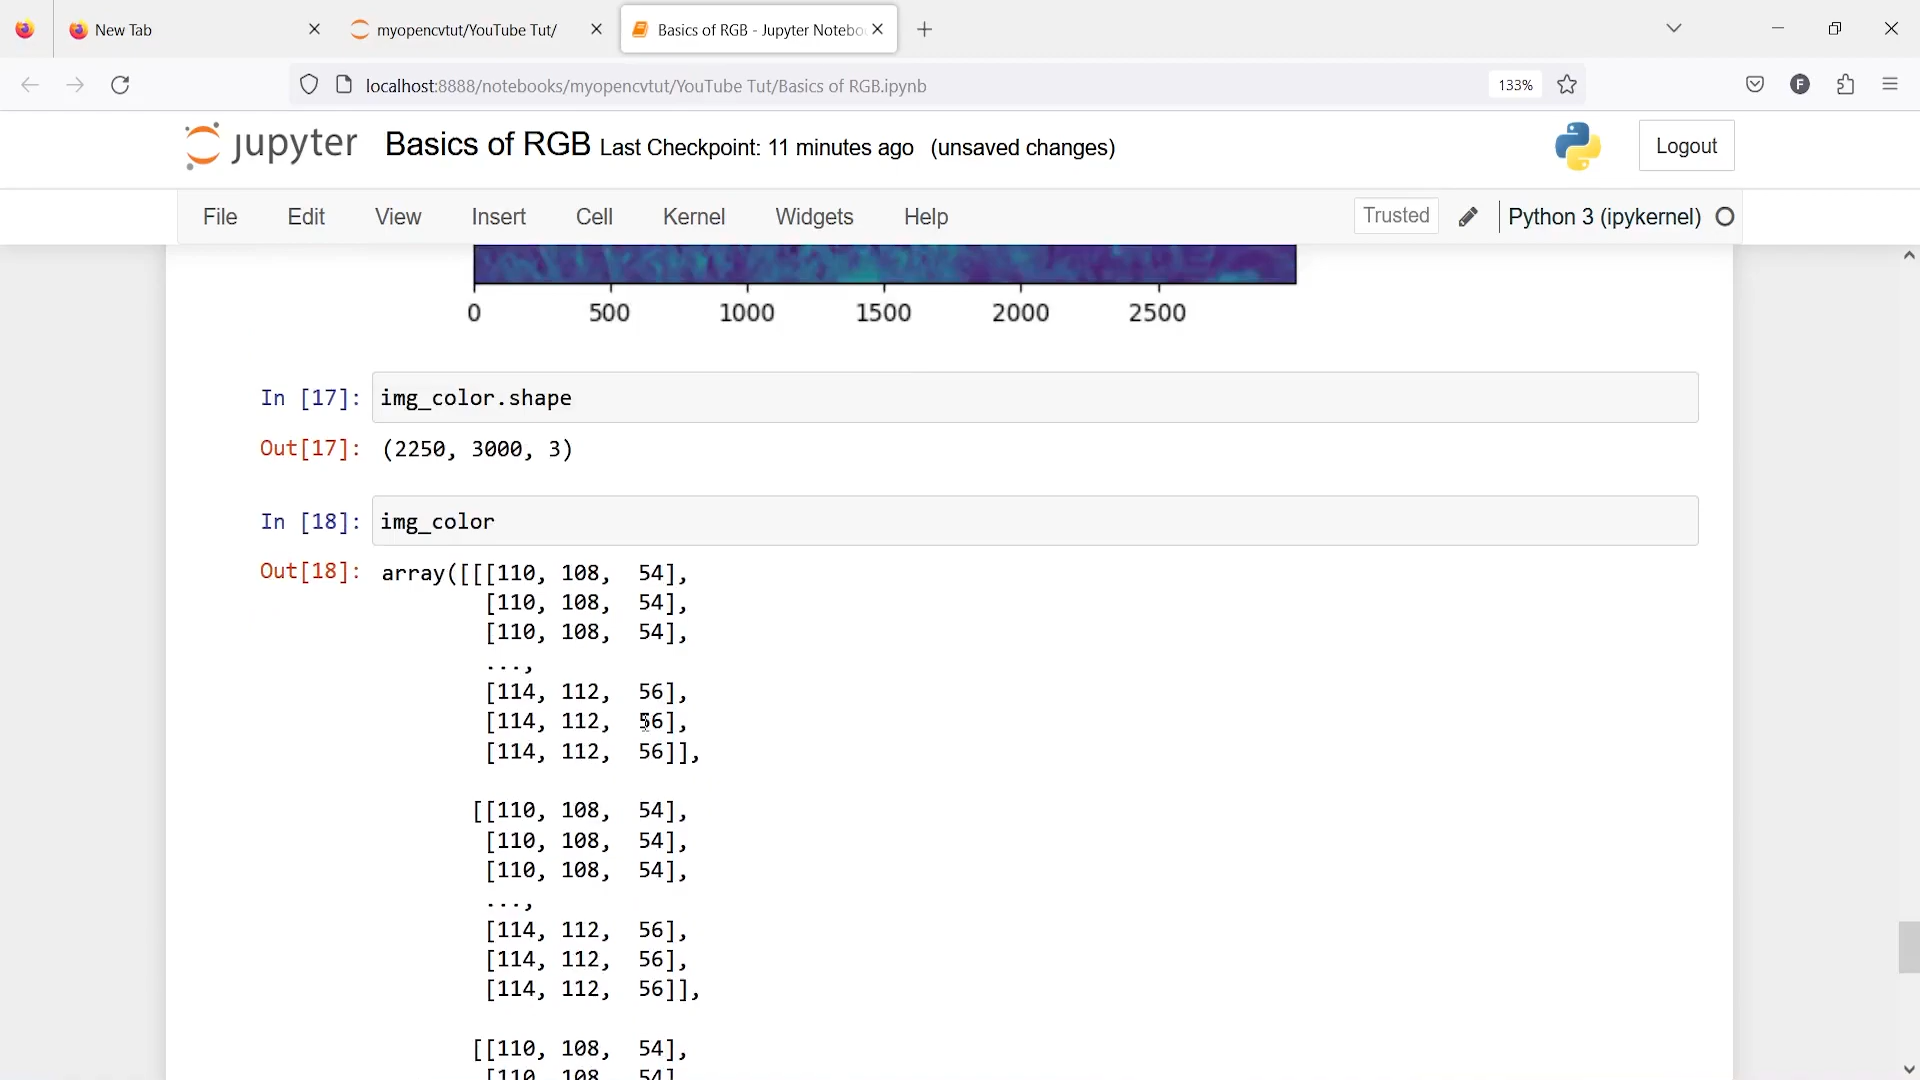 New Tab
myopencvtut/YouTube Tut/
Basics of RGB - Jupyter Notebo
localhost:8888/notebooks/myopencvtut/YouTube Tut/Basics of RGB.ipynb
133%
F
jupyter
Basics of RGB Last Checkpoint: 11 minutes ago (unsaved changes)
Logout
File Edit View Insert Cell Kernel Widgets Help
Trusted
Python 3 (ipykernel)
0 500 1000 1500 2000 2500
In [17]: img_color.shape
Out[17]: (2250, 3000, 3)
In [18]: img_color
Out[18]: array([[[110, 108, 54],
[110, 108, 54],
[110, 108, 54],
...,
[114, 112, 56],
[114, 112, 56],
[114, 112, 56]],
[[110, 108, 54],
[110, 108, 54],
[110, 108, 54],
...,
[114, 112, 56],
[114, 112, 56],
[114, 112, 56]],
[[110, 108, 54],
[110, 108, 54],